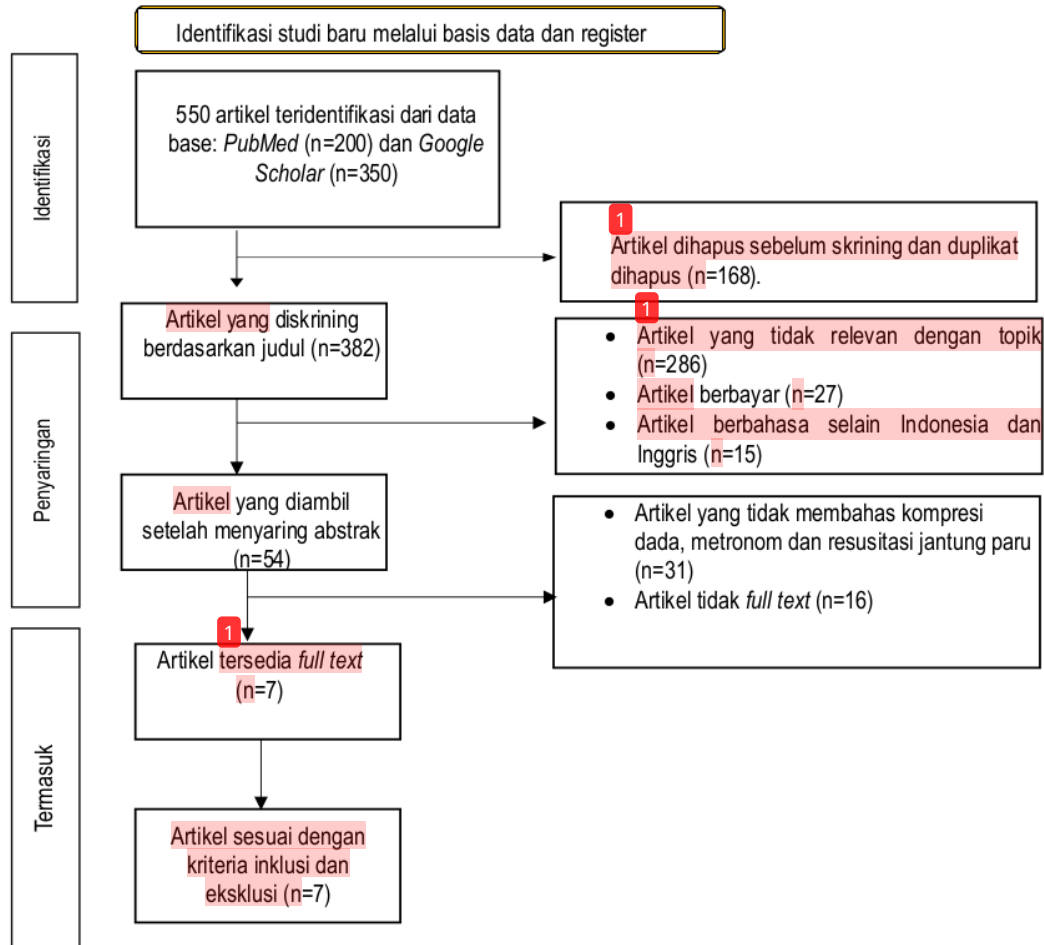 Identifikasi studi baru melalui basis data dan register
Identifikasi
550 artikel teridentifikasi dari data
base: PubMed (n=200) dan Google
Scholar (n=350)
1
Artikel dihapus sebelum skrining dan duplikat
dihapus (n=168).
Penyaringan
Artikel yang diskrining
berdasarkan judul (n=382)
1
• Artikel yang tidak relevan dengan topik
(n=286)
• Artikel berbayar (n=27)
• Artikel berbahasa selain Indonesia dan
Inggris (n=15)
Artikel yang diambil
setelah menyaring abstrak
(n=54)
• Artikel yang tidak membahas kompresi
dada, metronom dan resusitasi jantung paru
(n=31)
• Artikel tidak full text (n=16)
Termasuk
1
Artikel tersedia full text
(n=7)
Artikel sesuai dengan
kriteria inklusi dan
eksklusi (n=7)